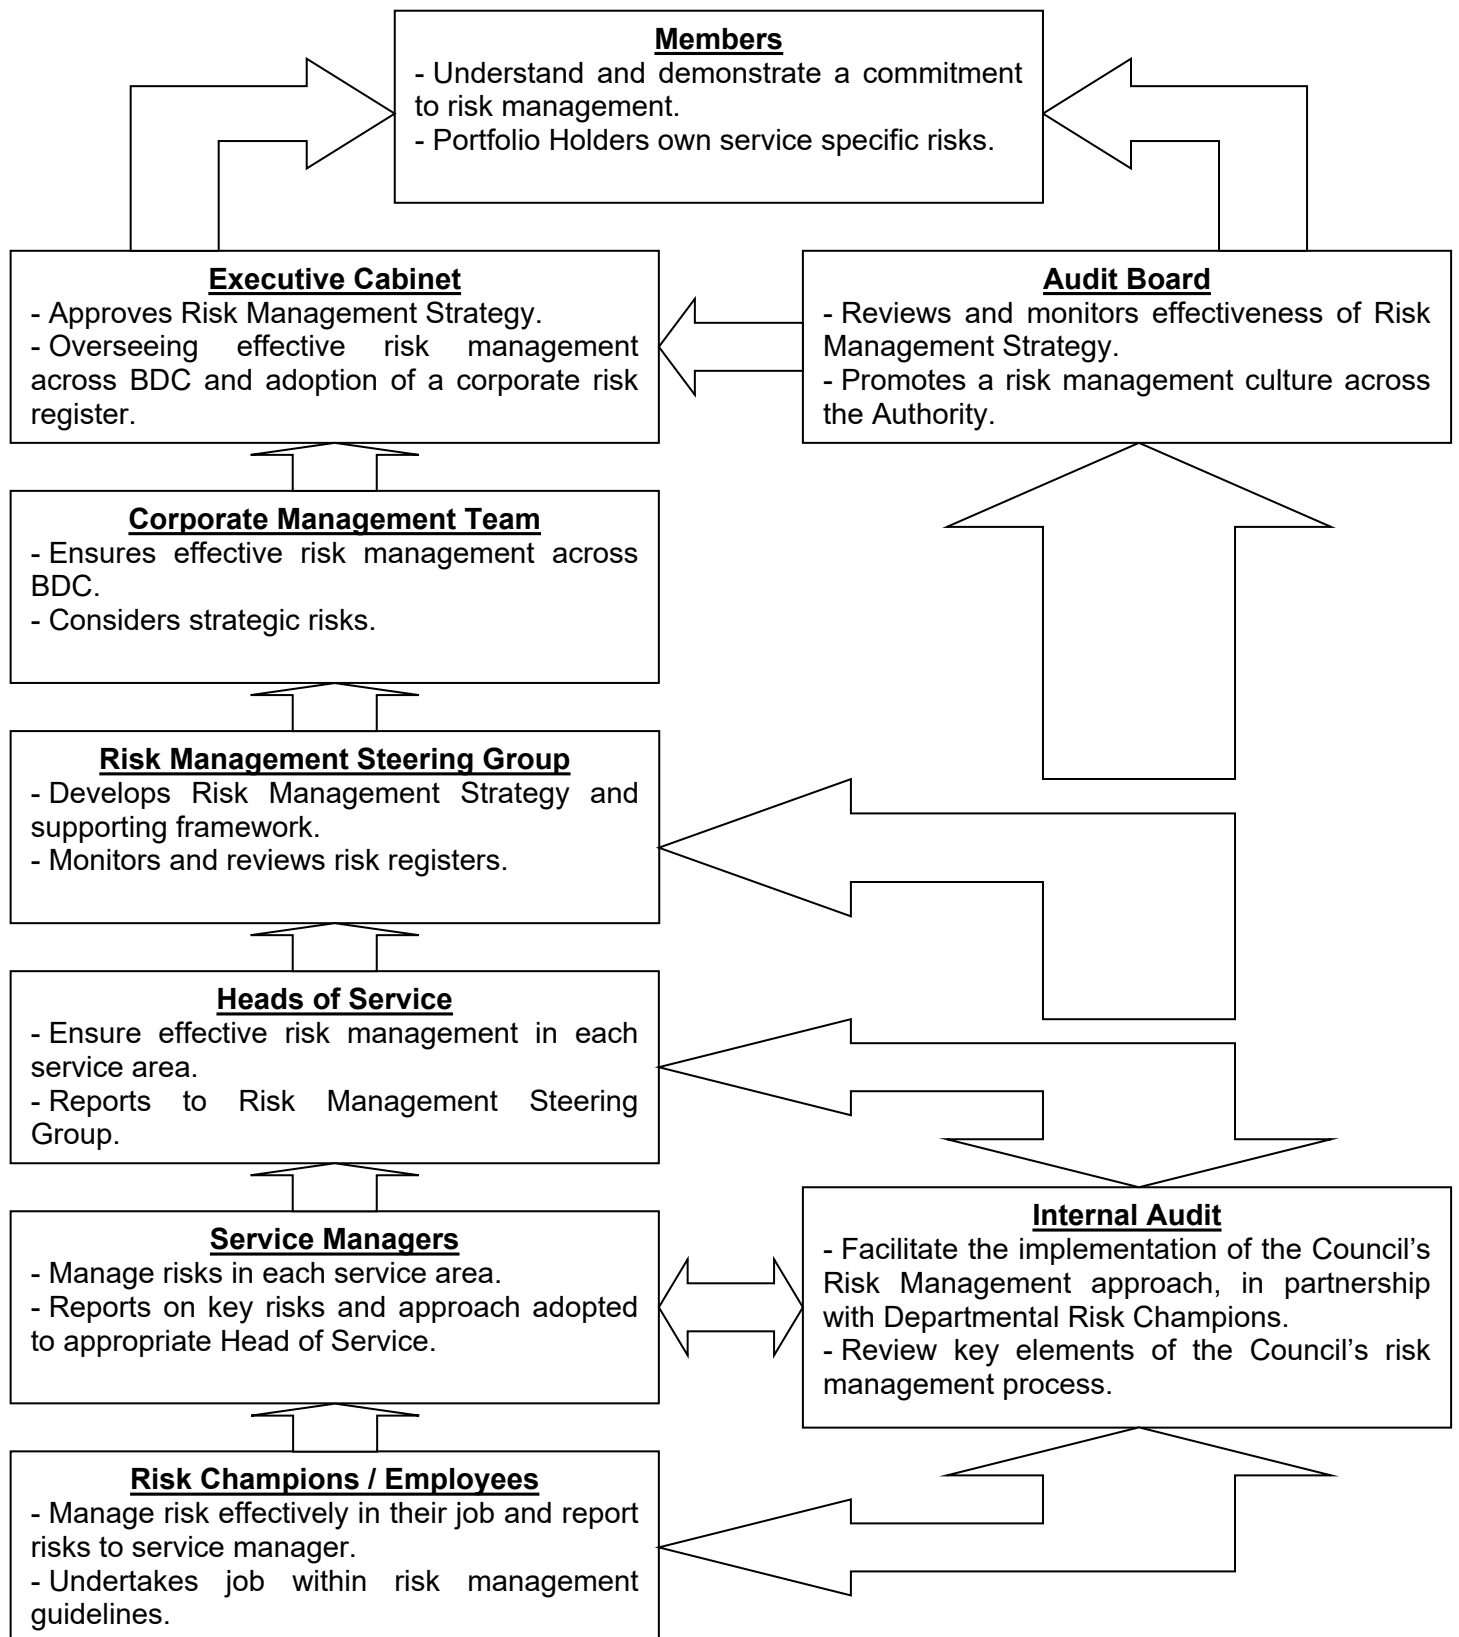 Members
- Understand and demonstrate a commitment
to risk management.
- Portfolio Holders own service specific risks.
Executive Cabinet
- Approves Risk Management Strategy.
- Overseeing effective risk management
across BDC and adoption of a corporate risk
register.
Audit Board
- Reviews and monitors effectiveness of Risk
Management Strategy.
- Promotes a risk management culture across
the Authority.
Corporate Management Team
- Ensures effective risk management across
BDC.
- Considers strategic risks.
Risk Management Steering Group
- Develops Risk Management Strategy and
supporting framework.
- Monitors and reviews risk registers.
Heads of Service
- Ensure effective risk management in each
service area.
- Reports to Risk Management Steering
Group.
Service Managers
- Manage risks in each service area.
- Reports on key risks and approach adopted
to appropriate Head of Service.
Internal Audit
- Facilitate the implementation of the Council’s
Risk Management approach, in partnership
with Departmental Risk Champions.
- Review key elements of the Council’s risk
management process.
Risk Champions / Employees
- Manage risk effectively in their job and report
risks to service manager.
- Undertakes job within risk management
guidelines.